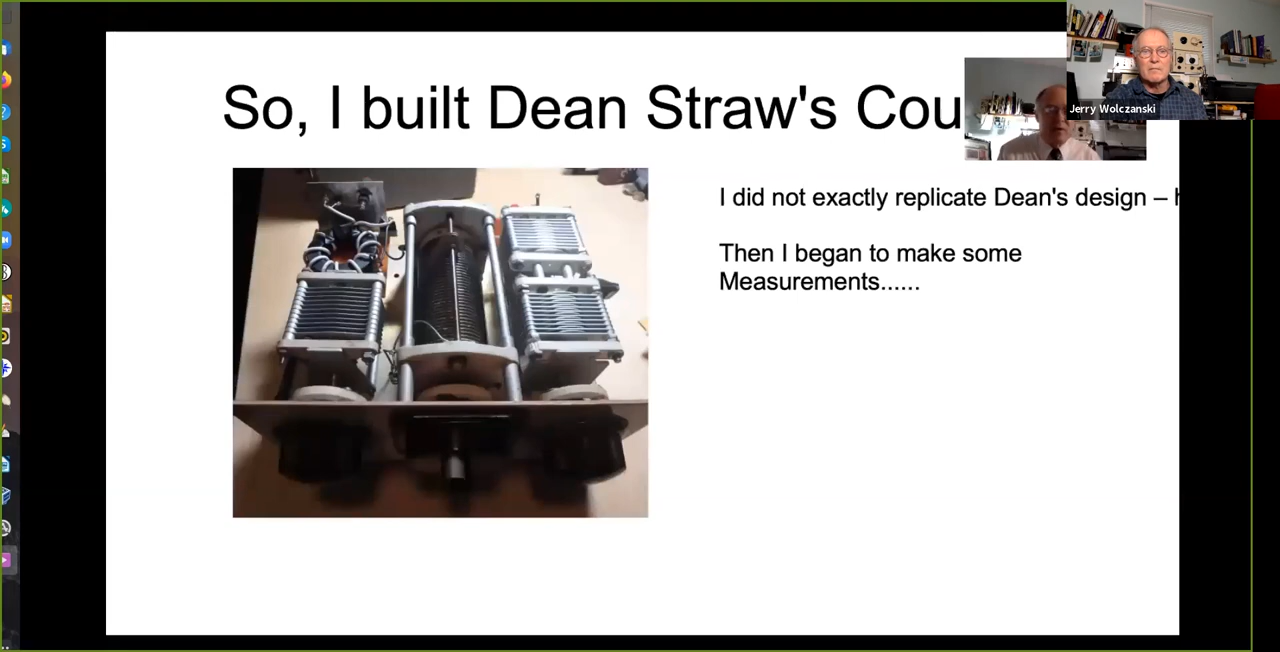 So, I built Dean Straw's Cou
Jerry Wolczanski
I did not exactly replicate Dean's design –
Then I began to make some
Measurements......